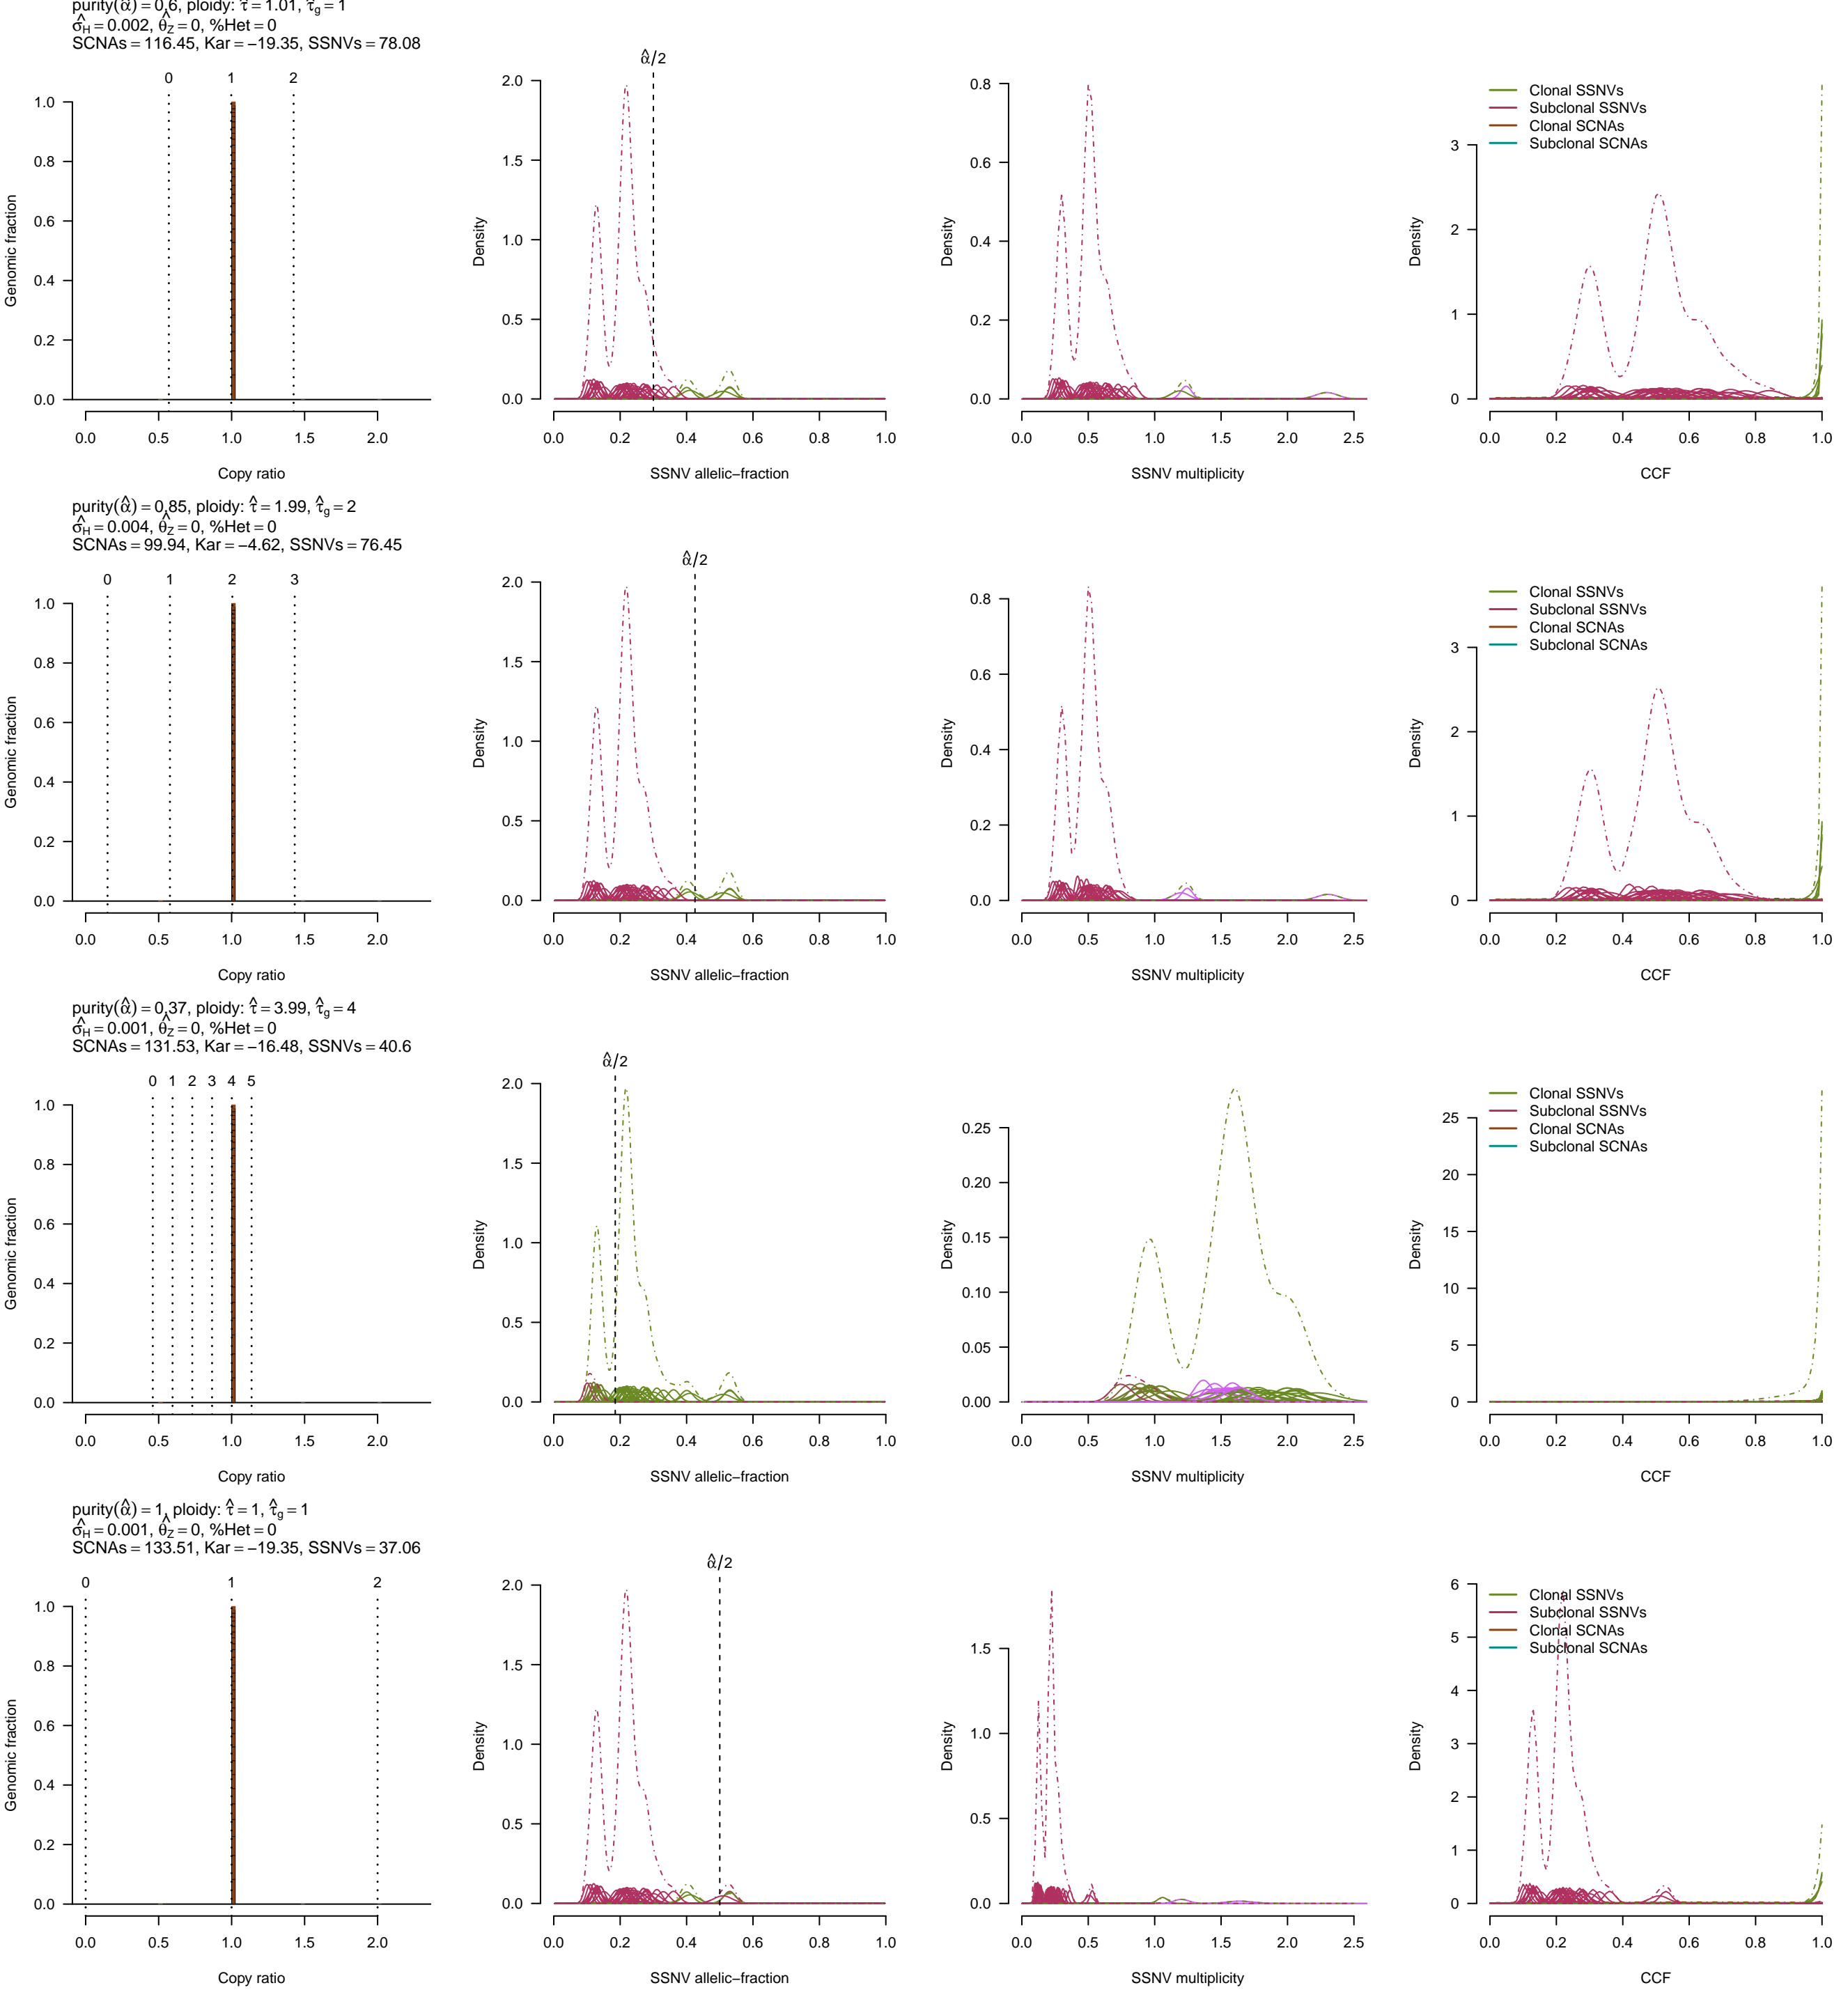 purity(α̂) = 0.6, ploidy: τ̂ = 1.01, τ̂g = 1
σ̂H = 0.002, θ̂Z = 0, %Het = 0
SCNAs = 116.45, Kar = −19.35, SSNVs = 78.08
0 1 2
Genomic fraction
1.0
0.8
0.6
0.4
0.2
0.0
0.0 0.5 1.0 1.5 2.0
Copy ratio
α̂/2
Density
2.0
1.5
1.0
0.5
0.0
0.0 0.2 0.4 0.6 0.8 1.0
SSNV allelic−fraction
Density
0.8
0.6
0.4
0.2
0.0
0.0 0.5 1.0 1.5 2.0 2.5
SSNV multiplicity
Clonal SSNVs
Subclonal SSNVs
Clonal SCNAs
Subclonal SCNAs
Density
3
2
1
0
0.0 0.2 0.4 0.6 0.8 1.0
CCF
purity(α̂) = 0.85, ploidy: τ̂ = 1.99, τ̂g = 2
σ̂H = 0.004, θ̂Z = 0, %Het = 0
SCNAs = 99.94, Kar = −4.62, SSNVs = 76.45
0 1 2 3
Genomic fraction
1.0
0.8
0.6
0.4
0.2
0.0
0.0 0.5 1.0 1.5 2.0
Copy ratio
α̂/2
Density
2.0
1.5
1.0
0.5
0.0
0.0 0.2 0.4 0.6 0.8 1.0
SSNV allelic−fraction
Density
0.8
0.6
0.4
0.2
0.0
0.0 0.5 1.0 1.5 2.0 2.5
SSNV multiplicity
Clonal SSNVs
Subclonal SSNVs
Clonal SCNAs
Subclonal SCNAs
Density
3
2
1
0
0.0 0.2 0.4 0.6 0.8 1.0
CCF
purity(α̂) = 0.37, ploidy: τ̂ = 3.99, τ̂g = 4
σ̂H = 0.001, θ̂Z = 0, %Het = 0
SCNAs = 131.53, Kar = −16.48, SSNVs = 40.6
0 1 2 3 4 5
Genomic fraction
1.0
0.8
0.6
0.4
0.2
0.0
0.0 0.5 1.0 1.5 2.0
Copy ratio
α̂/2
Density
2.0
1.5
1.0
0.5
0.0
0.0 0.2 0.4 0.6 0.8 1.0
SSNV allelic−fraction
Density
0.25
0.20
0.15
0.10
0.05
0.00
0.0 0.5 1.0 1.5 2.0 2.5
SSNV multiplicity
Clonal SSNVs
Subclonal SSNVs
Clonal SCNAs
Subclonal SCNAs
Density
25
20
15
10
5
0
0.0 0.2 0.4 0.6 0.8 1.0
CCF
purity(α̂) = 1, ploidy: τ̂ = 1, τ̂g = 1
σ̂H = 0.001, θ̂Z = 0, %Het = 0
SCNAs = 133.51, Kar = −19.35, SSNVs = 37.06
0 1 2
Genomic fraction
1.0
0.8
0.6
0.4
0.2
0.0
0.0 0.5 1.0 1.5 2.0
Copy ratio
α̂/2
Density
2.0
1.5
1.0
0.5
0.0
0.0 0.2 0.4 0.6 0.8 1.0
SSNV allelic−fraction
Density
1.5
1.0
0.5
0.0
0.0 0.5 1.0 1.5 2.0 2.5
SSNV multiplicity
Clonal SSNVs
Subclonal SSNVs
Clonal SCNAs
Subclonal SCNAs
Density
6
5
4
3
2
1
0
0.0 0.2 0.4 0.6 0.8 1.0
CCF